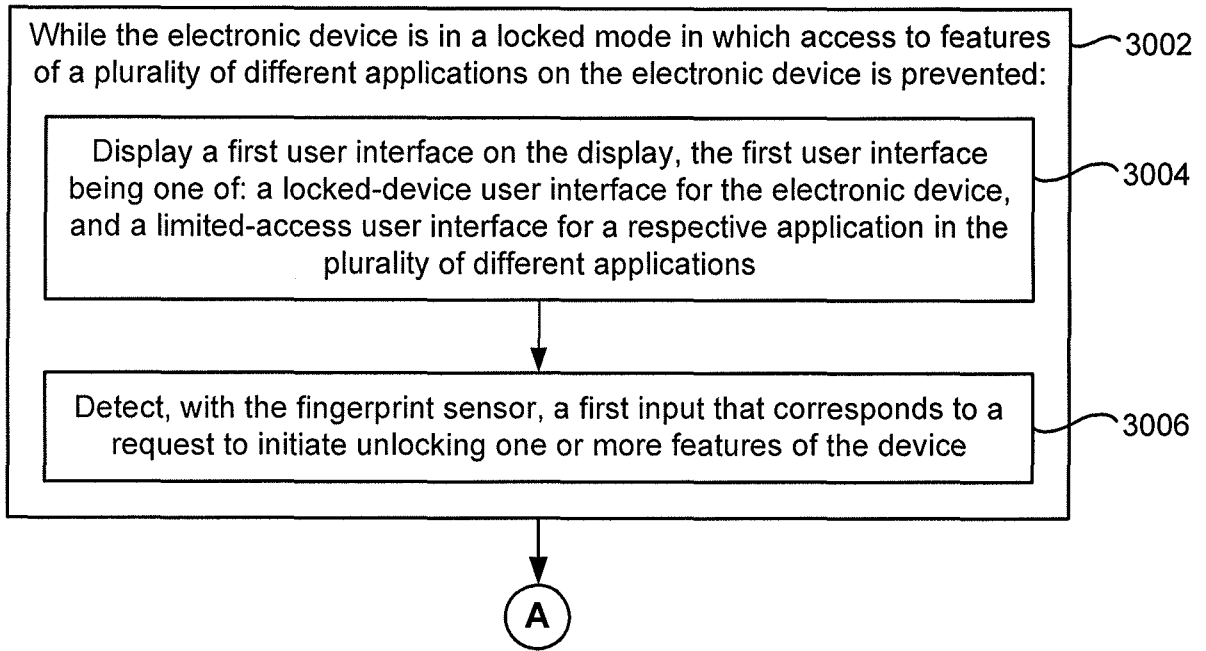 While the electronic device is in a locked mode in which access to features
of a plurality of different applications on the electronic device is prevented:
3002
Display a first user interface on the display, the first user interface
being one of: a locked-device user interface for the electronic device,
and a limited-access user interface for a respective application in the
plurality of different applications
3004
Detect, with the fingerprint sensor, a first input that corresponds to a
request to initiate unlocking one or more features of the device
3006
A